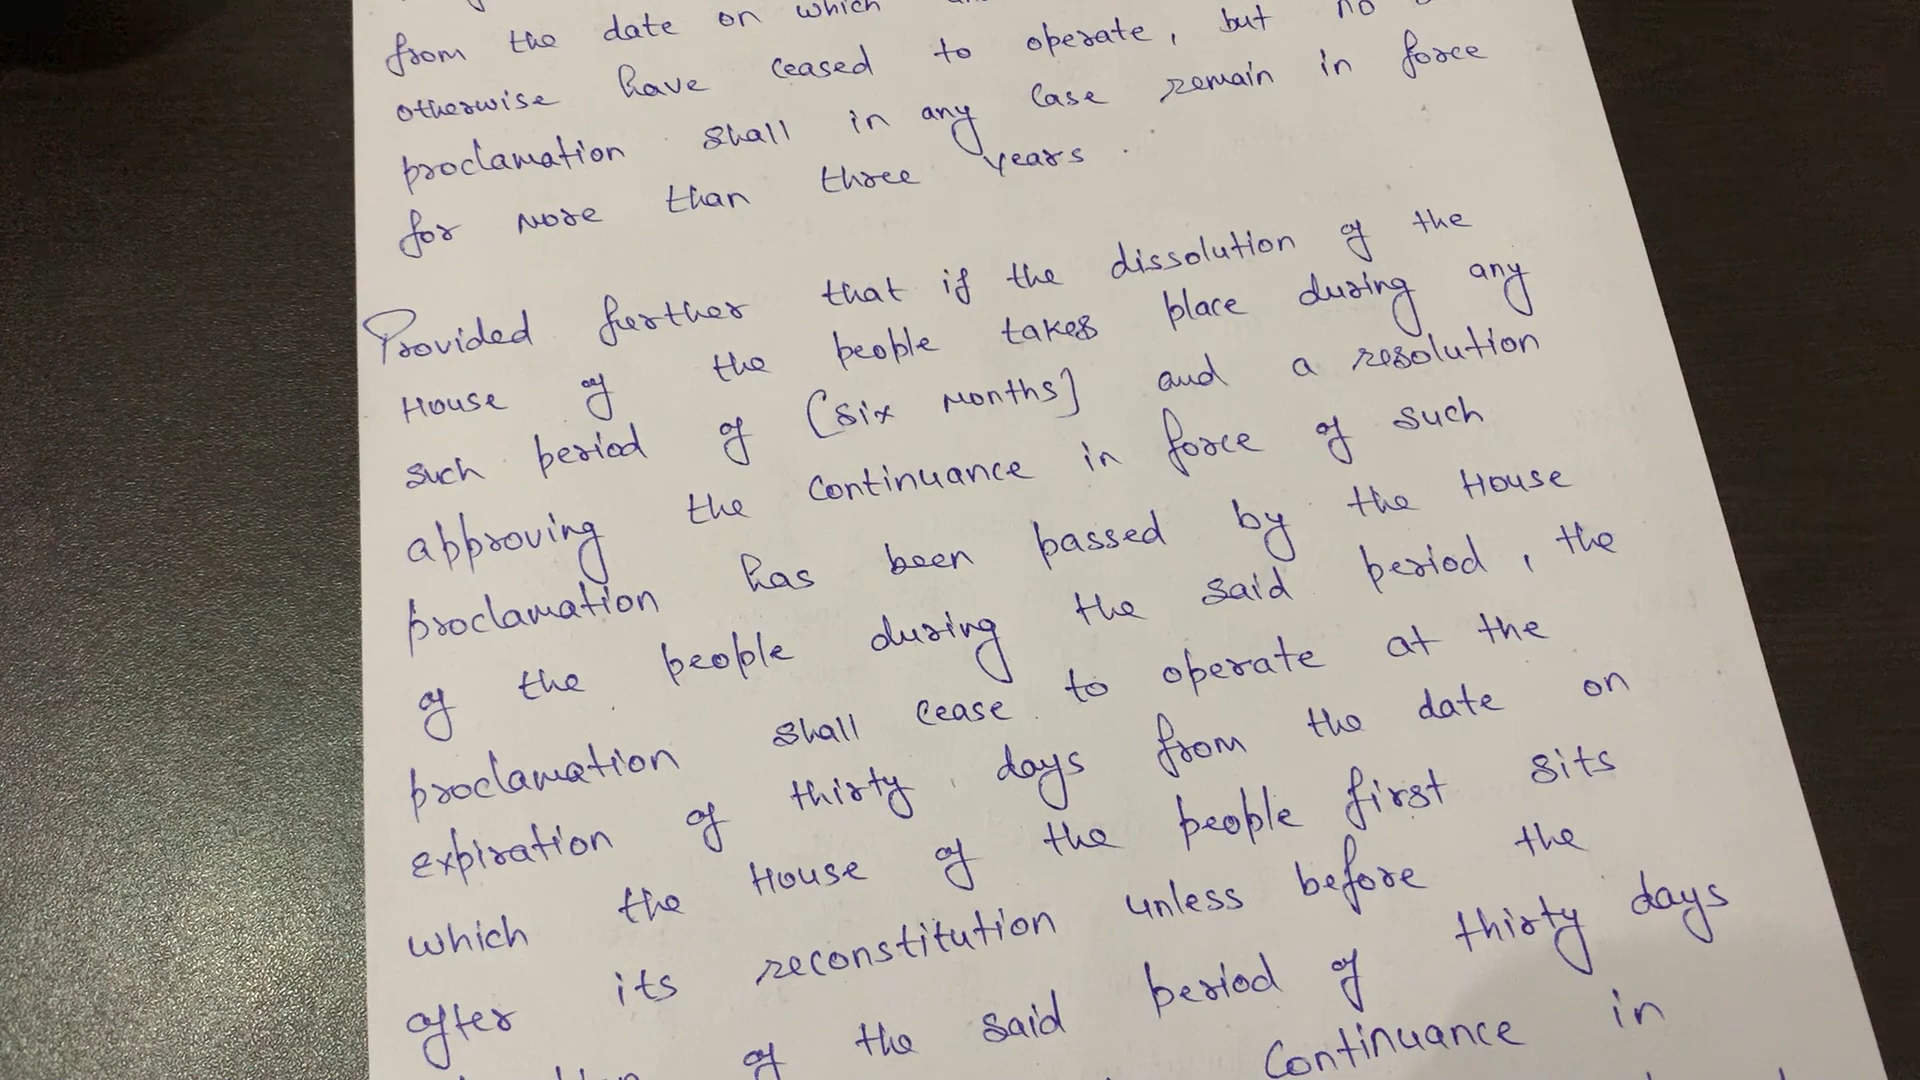 from the date on which
otherwise have ceased to operate, but no
proclamation shall in any case remain in force
for more than three years.
Provided further that if the dissolution of the
House of the people takes place during any
such period of [six months] and a resolution
approving the continuance in force of such
proclamation has been passed by the House
of the people during the said period, the
proclamation shall cease to operate at the
expiration of thirty days from the date on
which the House of the people first sits
after its reconstitution unless before the
of the said period of thirty days
continuance in